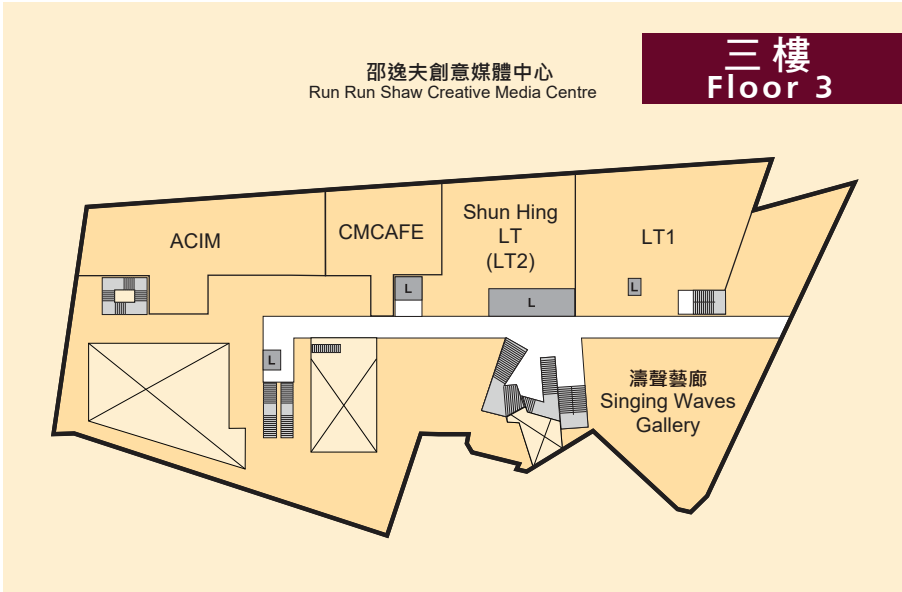 邵逸夫創意媒體中心
Run Run Shaw Creative Media Centre
三樓
Floor 3
ACIM
CMCAFE
Shun Hing
LT
(LT2)
LT1
L
L
L
L
濤聲藝廊
Singing Waves
Gallery